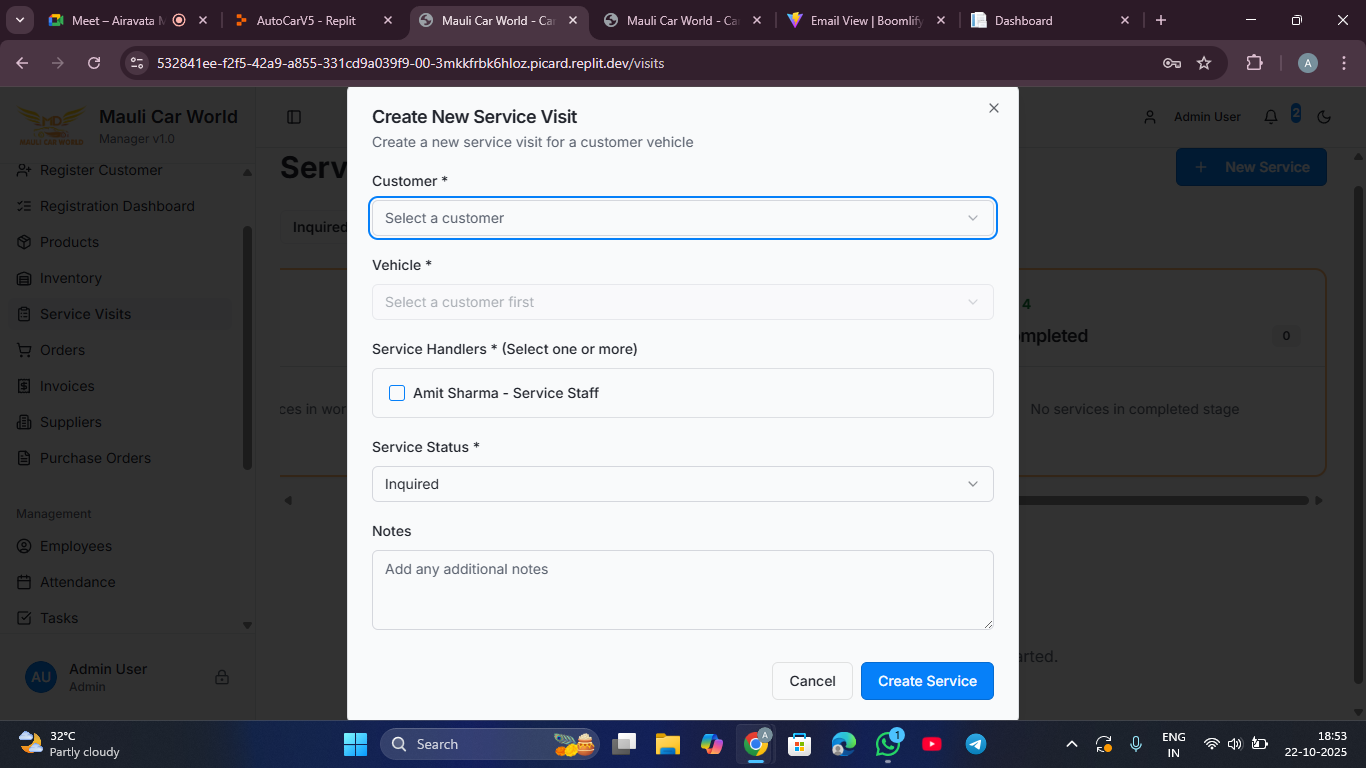 Meet – Airavata M
AutoCarV5 - Replit
Mauli Car World - Ca
Mauli Car World - Ca
Email View | Boomlify
Dashboard
532841ee-f2f5-42a9-a855-331cd9a039f9-00-3mkkfrbk6hloz.picard.replit.dev/visits
A
MAULI CAR WORLD
Mauli Car World
Manager v1.0
Register Customer
Registration Dashboard
Products
Inventory
Service Visits
Orders
Invoices
Suppliers
Purchase Orders
Management
Employees
Attendance
Tasks
AU
Admin User
Admin
Admin User
2
Serv
New Service
Inquired
ces in wor
4
mpleted
0
No services in completed stage
arted.
Create New Service Visit
Create a new service visit for a customer vehicle
Customer *
Select a customer
Vehicle *
Select a customer first
Service Handlers * (Select one or more)
Amit Sharma - Service Staff
Service Status *
Inquired
Notes
Add any additional notes
Cancel
Create Service
32°C
Partly cloudy
Search
A
1
ENG
IN
18:53
22-10-2025